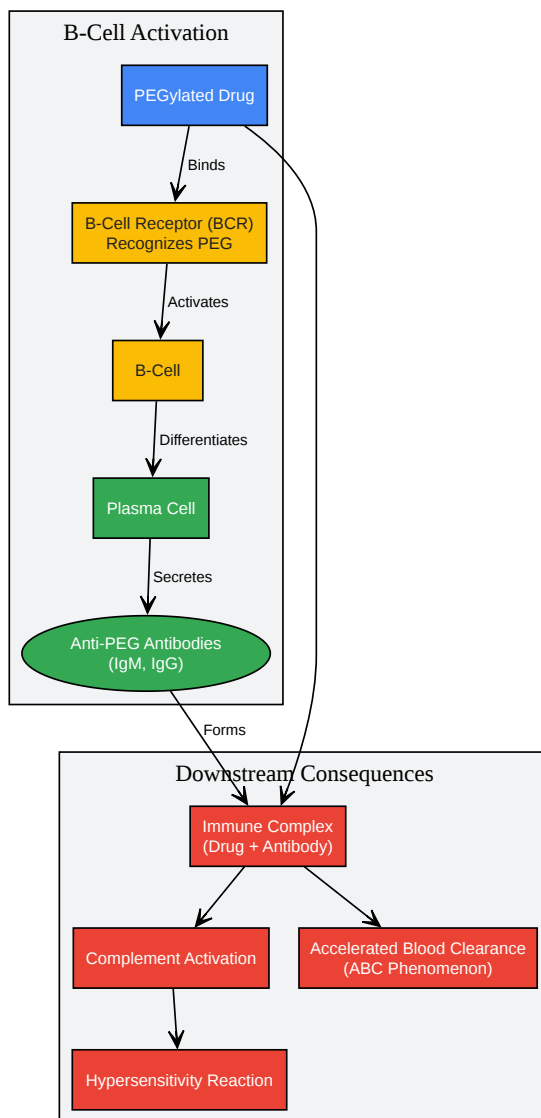 B-Cell Activation
PEGylated Drug
Binds
B-Cell Receptor (BCR)
Recognizes PEG
Activates
B-Cell
Differentiates
Plasma Cell
Secretes
Anti-PEG Antibodies
(IgM, IgG)
Forms
Downstream Consequences
Immune Complex
(Drug + Antibody)
Complement Activation
Accelerated Blood Clearance
(ABC Phenomenon)
Hypersensitivity Reaction